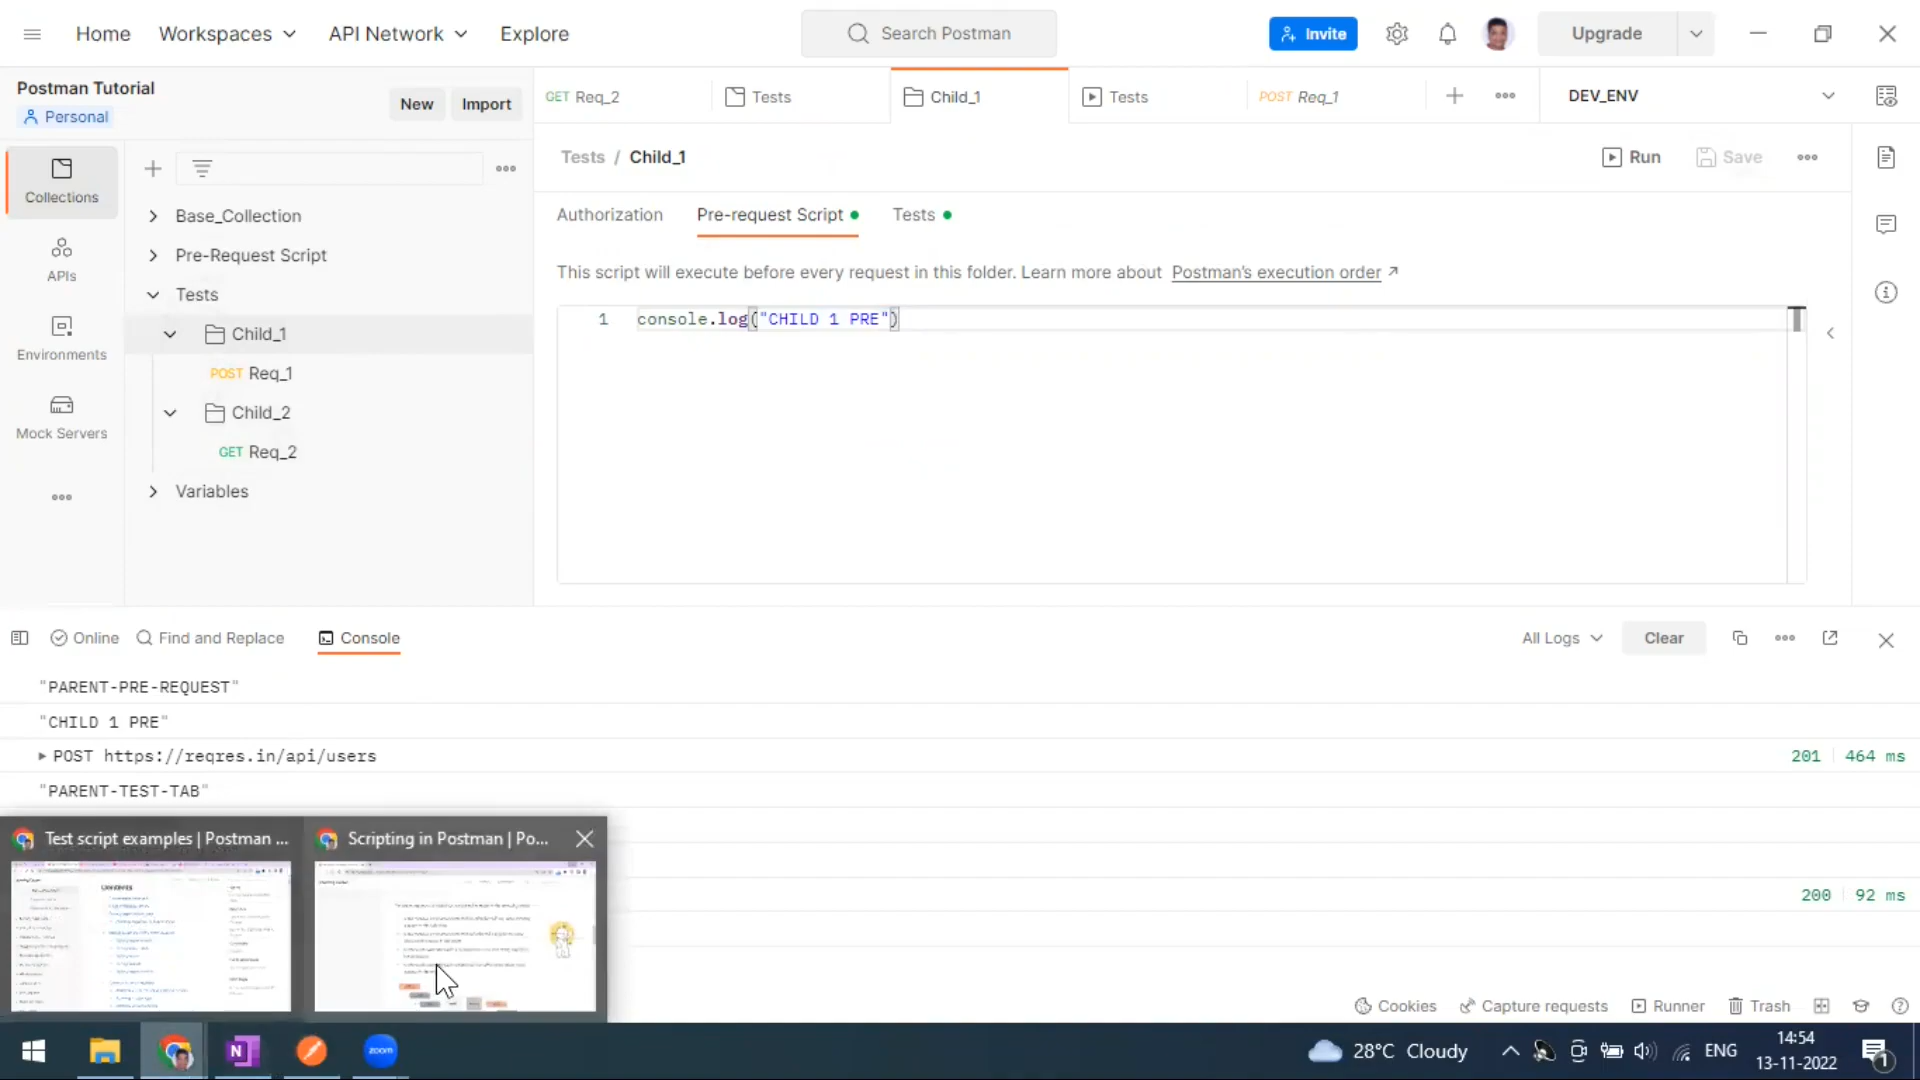 Home Workspaces API Network Explore Search Postman Invite Upgrade
Postman Tutorial
Personal
New Import
GET Req_2 Tests Child_1 Tests POST Req_1 DEV_ENV
Collections
APIs
Environments
Mock Servers
Base_Collection
Pre-Request Script
Tests
Child_1
POST Req_1
Child_2
GET Req_2
Variables
Tests / Child_1 Run Save
Authorization Pre-request Script Tests
This script will execute before every request in this folder. Learn more about Postman's execution order ↗
1 console.log("CHILD 1 PRE")
Online Find and Replace Console All Logs Clear
"PARENT-PRE-REQUEST"
"CHILD 1 PRE"
POST https://reqres.in/api/users 201 464 ms
"PARENT-TEST-TAB"
200 92 ms
Test script examples | Postman ... Scripting in Postman | Po...
Cookies Capture requests Runner Trash
zoom
28°C Cloudy ENG 14:54
13-11-2022
1